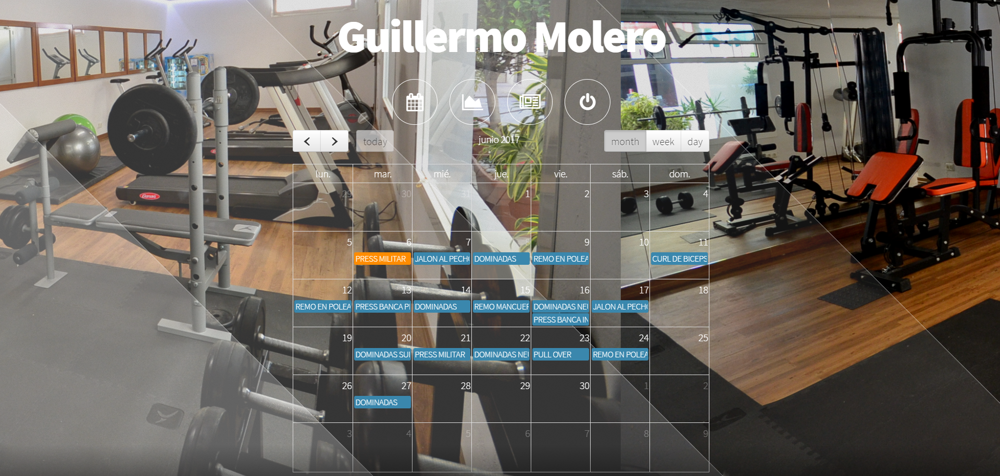 Guillermo Molero
today
junio 2017
month week day
lun. mar. mié. jue. vie. sáb. dom.
29 30 31 1 2 3 4
5 6 7 8 9 10 11
PRESS MILITAR JALON AL PECH DOMINADAS REMO EN POLEA CURL DE BICEPS
12 13 14 15 16 17 18
REMO EN POLEA PRESS BANCA P DOMINADAS REMO MANCUER DOMINADAS NEU JALON AL PECH
PRESS BANCA IN
19 20 21 22 23 24 25
DOMINADAS SU PRESS MILITAR DOMINADAS NEU PULL OVER REMO EN POLEA
26 27 28 29 30 1 2
DOMINADAS
3 4 5 6 7 8 9